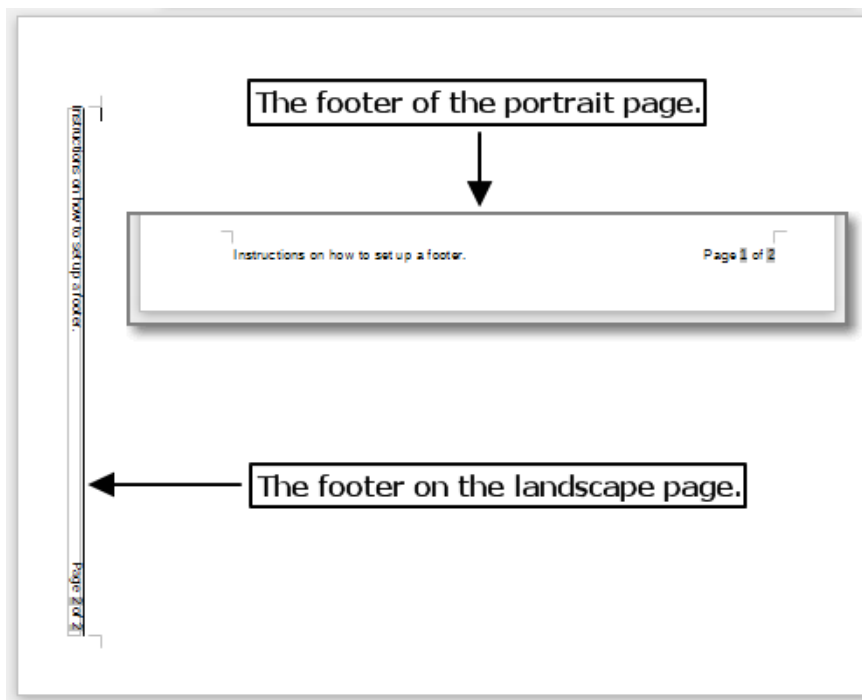 The footer of the portrait page.
Instructions on how to set up a footer.
Page 1 of 2
The footer on the landscape page.
Instructions on how to set up a footer.
Page 2 of 2